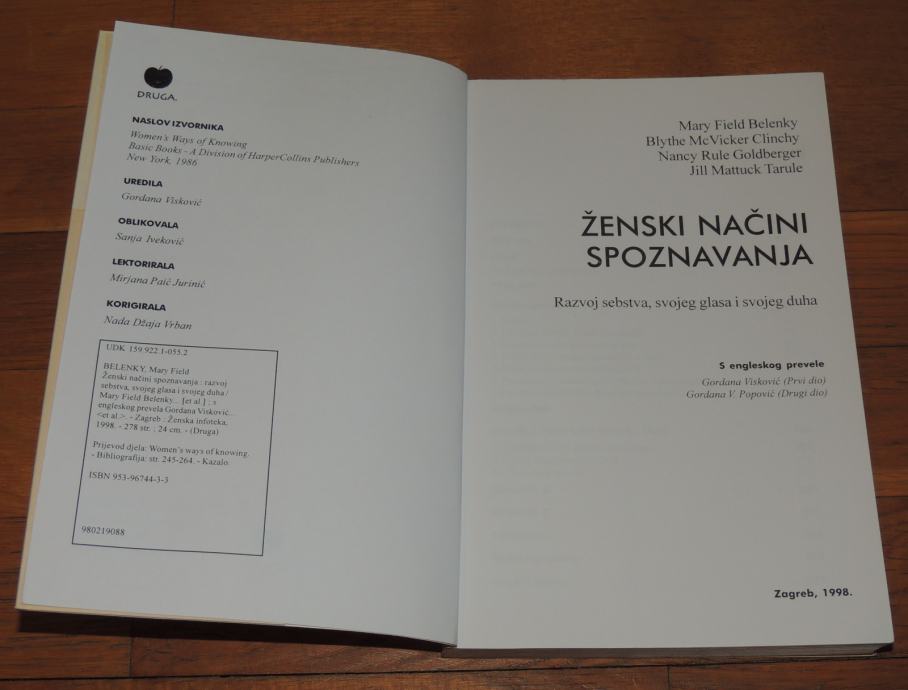 DRUGA.
NASLOV IZVORNIKA
Women's Ways of Knowing
Basic Books - A Division of HarperCollins Publishers
New York, 1986
UREDILA
Gordana Visković
OBLIKOVALA
Sanja Iveković
LEKTORIRALA
Mirjana Paić Jurinić
KORIGIRALA
Nada Džaja Vrban
UDK 159.922.1-055.2
BELENKY, Mary Field
Ženski načini spoznavanja : razvoj
sebstva, svojeg glasa i svojeg duha /
Mary Field Belenky... [et al.] ; s
engleskog prevela Gordana Visković...
<et al.>. - Zagreb : Ženska infoteka,
1998. - 278 str. ; 24 cm. - (Druga)
Prijevod djela: Women's ways of knowing.
- Bibliografija: str. 245-264. - Kazalo.
ISBN 953-96744-3-3
980219088
Mary Field Belenky
Blythe McVicker Clinchy
Nancy Rule Goldberger
Jill Mattuck Tarule
ŽENSKI NAČINI
SPOZNAVANJA
Razvoj sebstva, svojeg glasa i svojeg duha
S engleskog prevele
Gordana Visković (Prvi dio)
Gordana V. Popović (Drugi dio)
Zagreb, 1998.